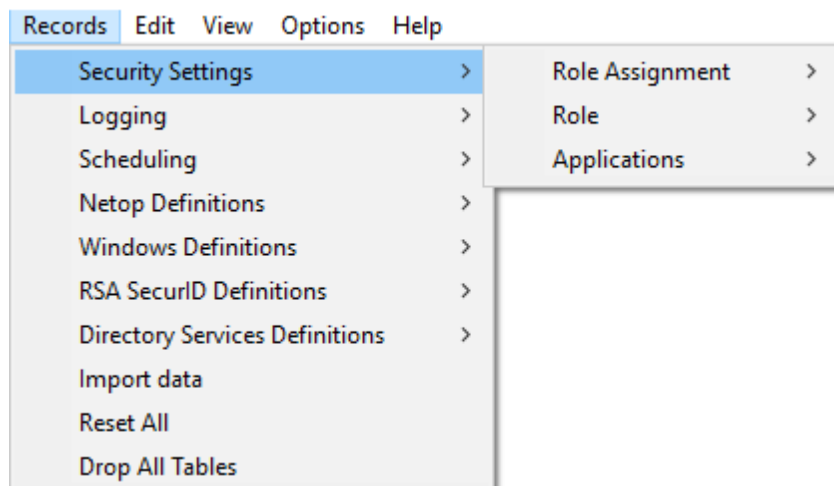 Records Edit View Options Help
Security Settings > Role Assignment >
Logging > Role >
Scheduling > Applications >
Netop Definitions >
Windows Definitions >
RSA SecurID Definitions >
Directory Services Definitions >
Import data
Reset All
Drop All Tables